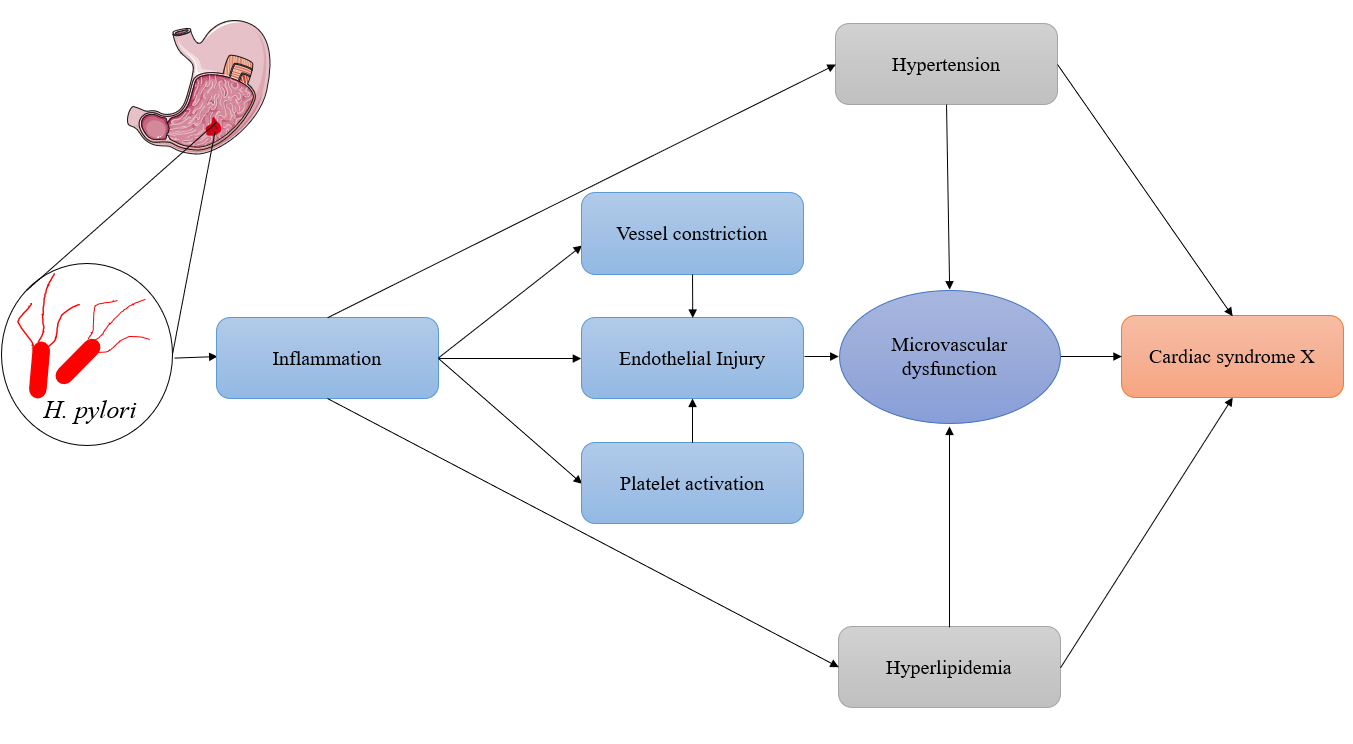 Hypertension
Vessel constriction
Inflammation
Endothelial Injury
Microvascular
dysfunction
Cardiac syndrome X
H. pylori
Platelet activation
Hyperlipidemia